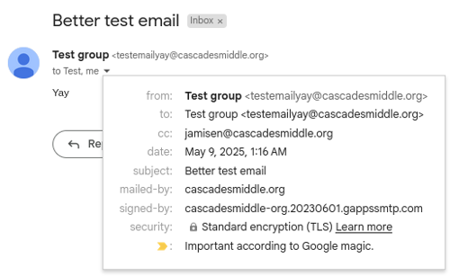 Better test email Inbox ×
Test group <testemailyay@cascadesmiddle.org>
to Test, me
Yay
from: Test group <testemailyay@cascadesmiddle.org>
to: Test group <testemailyay@cascadesmiddle.org>
cc: jamisen@cascadesmiddle.org
date: May 9, 2025, 1:16 AM
subject: Better test email
mailed-by: cascadesmiddle.org
signed-by: cascadesmiddle-org.20230601.gappssmtp.com
security: Standard encryption (TLS) Learn more
: Important according to Google magic.